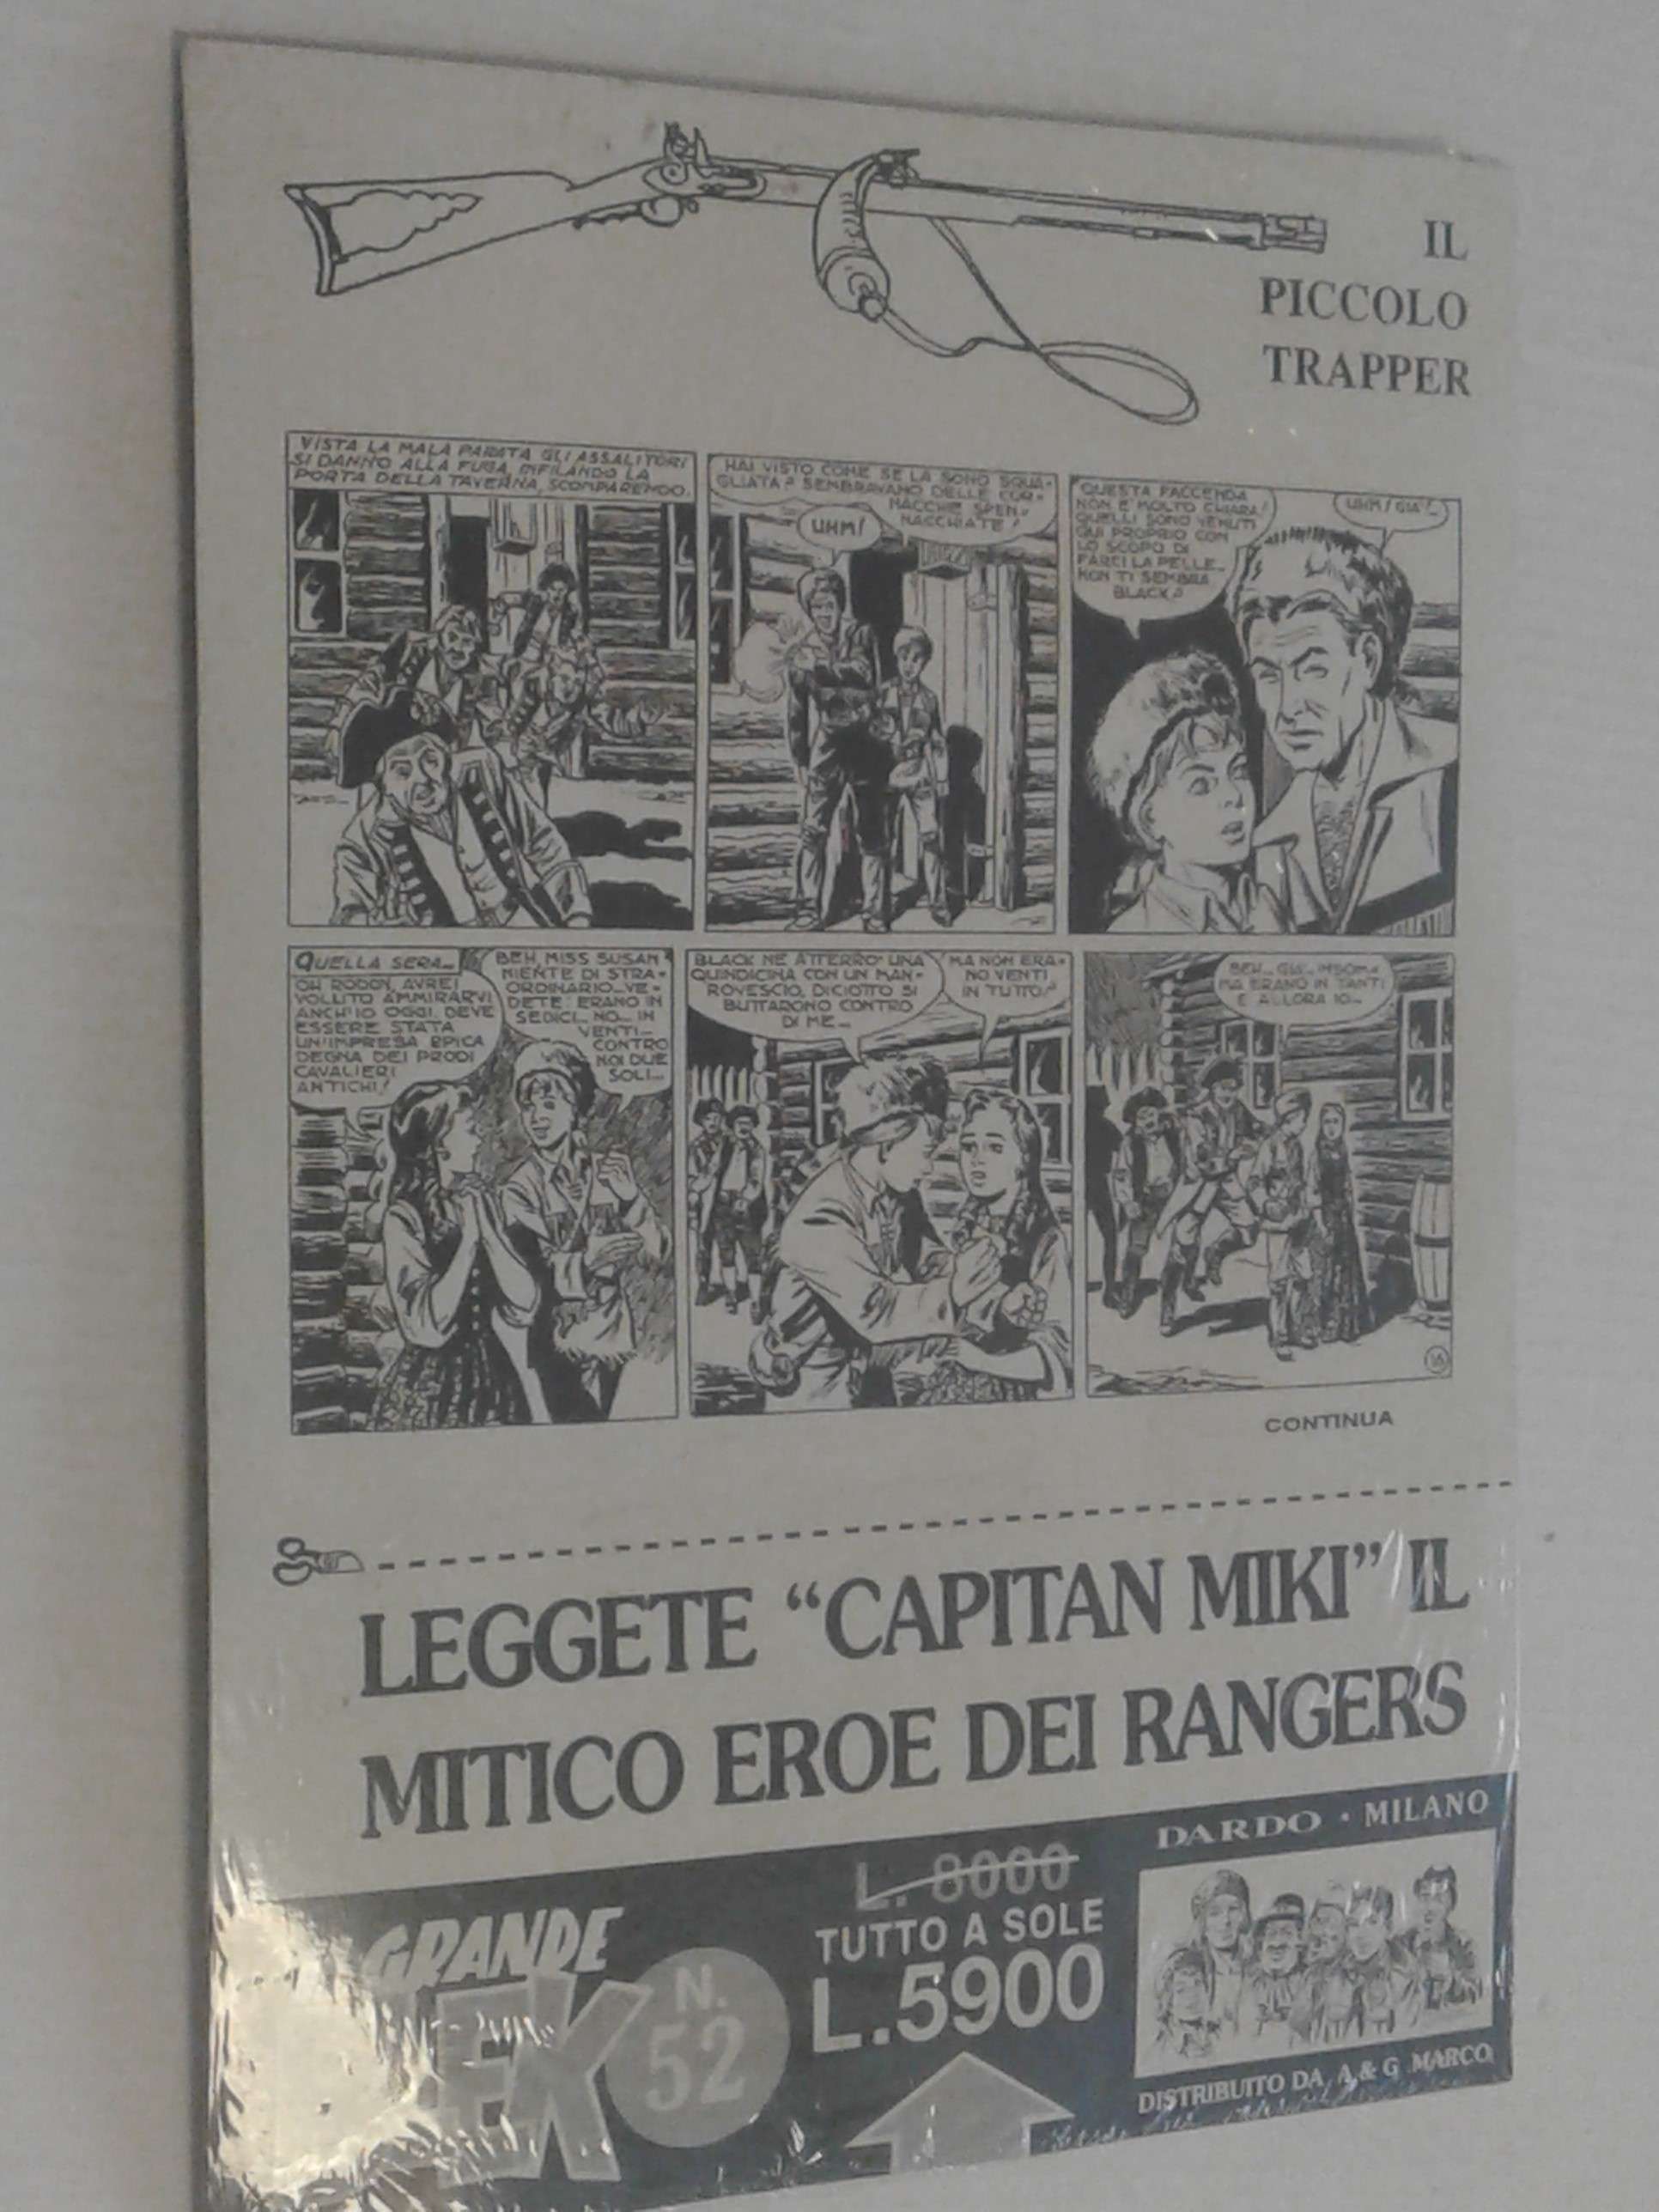 IL
PICCOLO
TRAPPER
VISTA LA MALA PARATA GLI ASSALITORI
SI DANNO ALLA FUGA, INFILANDO LA
PORTA DELLA TAVERNA, SCOMPARENDO.
HAI VISTO COME SE LA SONO SQUA-
GLIATA? SEMBRAVANO DELLE COR-
NACCHIE SPEN-
NACCHIATE!
UHM!
QUESTA FACCENDA
NON E' MOLTO CHIARA!
QUELLI SONO VENUTI
QUI PROPRIO CON
LO SCOPO DI
FARCI LA PELLE...
NON TI SEMBRA
BLACK?
UHM! GIA'!..
QUELLA SERA...
OH RODDY, AVREI
VOLUTO AMMIRARVI
ANCH'IO OGGI. DEVE
ESSERE STATA
UN'IMPRESA EPICA
DEGNA DEI PRODI
CAVALIERI
ANTICHI!
BEH, MISS SUSAN
NIENTE DI STRA-
ORDINARIO... VE-
DETE: ERANO IN
SEDICI... NO... IN
VENTI...
CONTRO
NOI DUE
SOLI...
BLACK NE ATTERRO' UNA
QUINDICINA CON UN MAN-
ROVESCIO, DICIOTTO SI
BUTTARONO CONTRO
DI ME...
MA NON ERA-
NO VENTI
IN TUTTO?
BEH... GIA'... INSOM-
MA ERANO IN TANTI
E ALLORA IO...
CONTINUA
LEGGETE “CAPITAN MIKI” IL
MITICO EROE DEI RANGERS
GRANDE
N.
52
L. 8000
TUTTO A SOLE
L.5900
DARDO · MILANO
DISTRIBUITO DA A & G MARCO